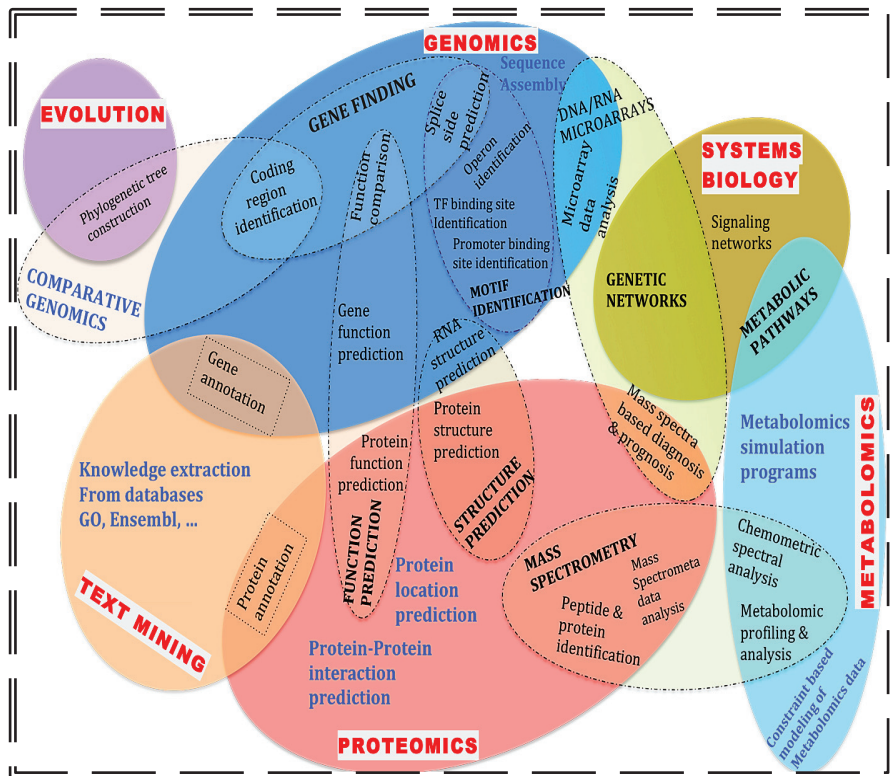 GENOMICS
Sequence
Assembly
EVOLUTION
GENE FINDING
Splice
side
prediction
Operon
identification
DNA/RNA
MICROARRAYS
Microarray
data
analysis
SYSTEMS
BIOLOGY
Signaling
networks
Phylogenetic tree
construction
Coding
region
identification
Function
comparison
TF binding site
Identification
Promoter binding
site identification
MOTIF
IDENTIFICATION
COMPARATIVE
GENOMICS
GENETIC
NETWORKS
METABOLIC
PATHWAYS
Gene
function
prediction
RNA
structure
prediction
Gene
annotation
Protein
structure
prediction
Mass spectra
based diagnosis
& prognosis
Metabolomics
simulation
programs
METABOLOMICS
Knowledge extraction
From databases
GO, Ensembl, ...
Protein
function
prediction
FUNCTION
PREDICTION
STRUCTURE
PREDICTION
Protein
annotation
TEXT MINING
Protein
location
prediction
MASS
SPECTROMETRY
Mass
Spectrometa
data
analysis
Peptide &
protein
identification
Chemometric
spectral
analysis
Metabolomic
profiling &
analysis
Protein-Protein
interaction
prediction
Constraint based
modeling of
Metabolomics data
PROTEOMICS